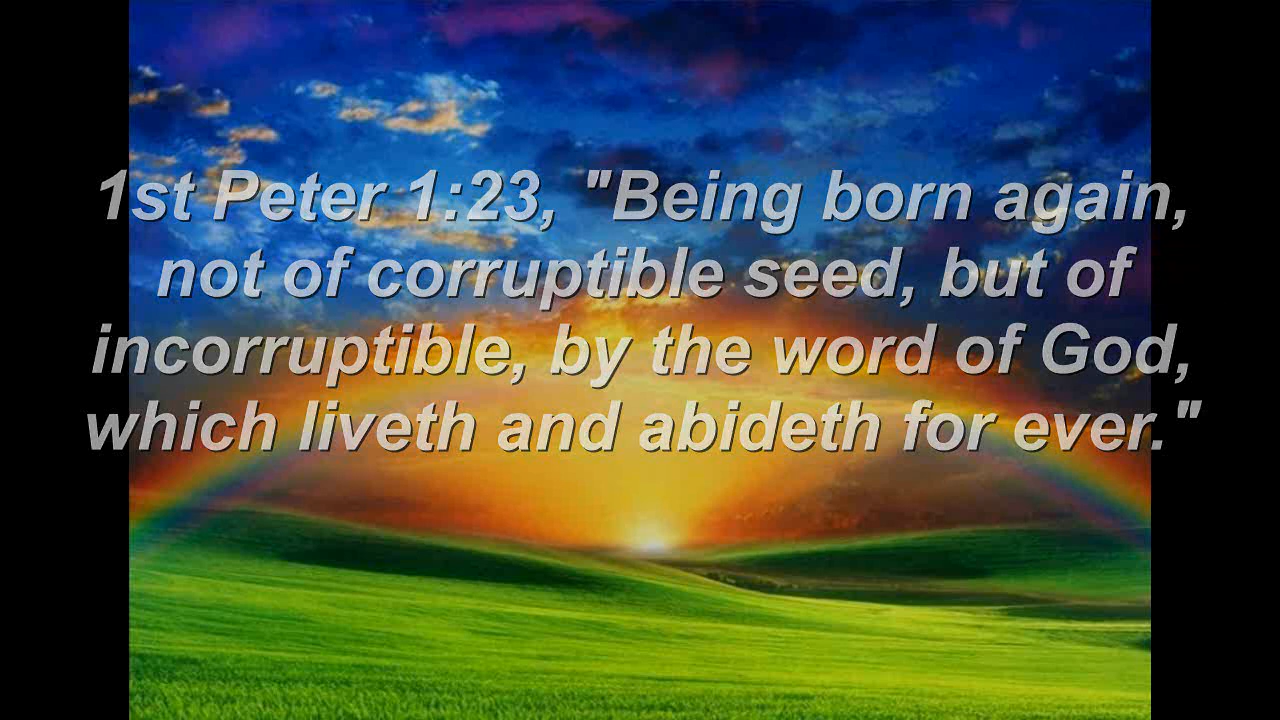 1st Peter 1:23, "Being born again,
not of corruptible seed, but of
incorruptible, by the word of God,
which liveth and abideth for ever."